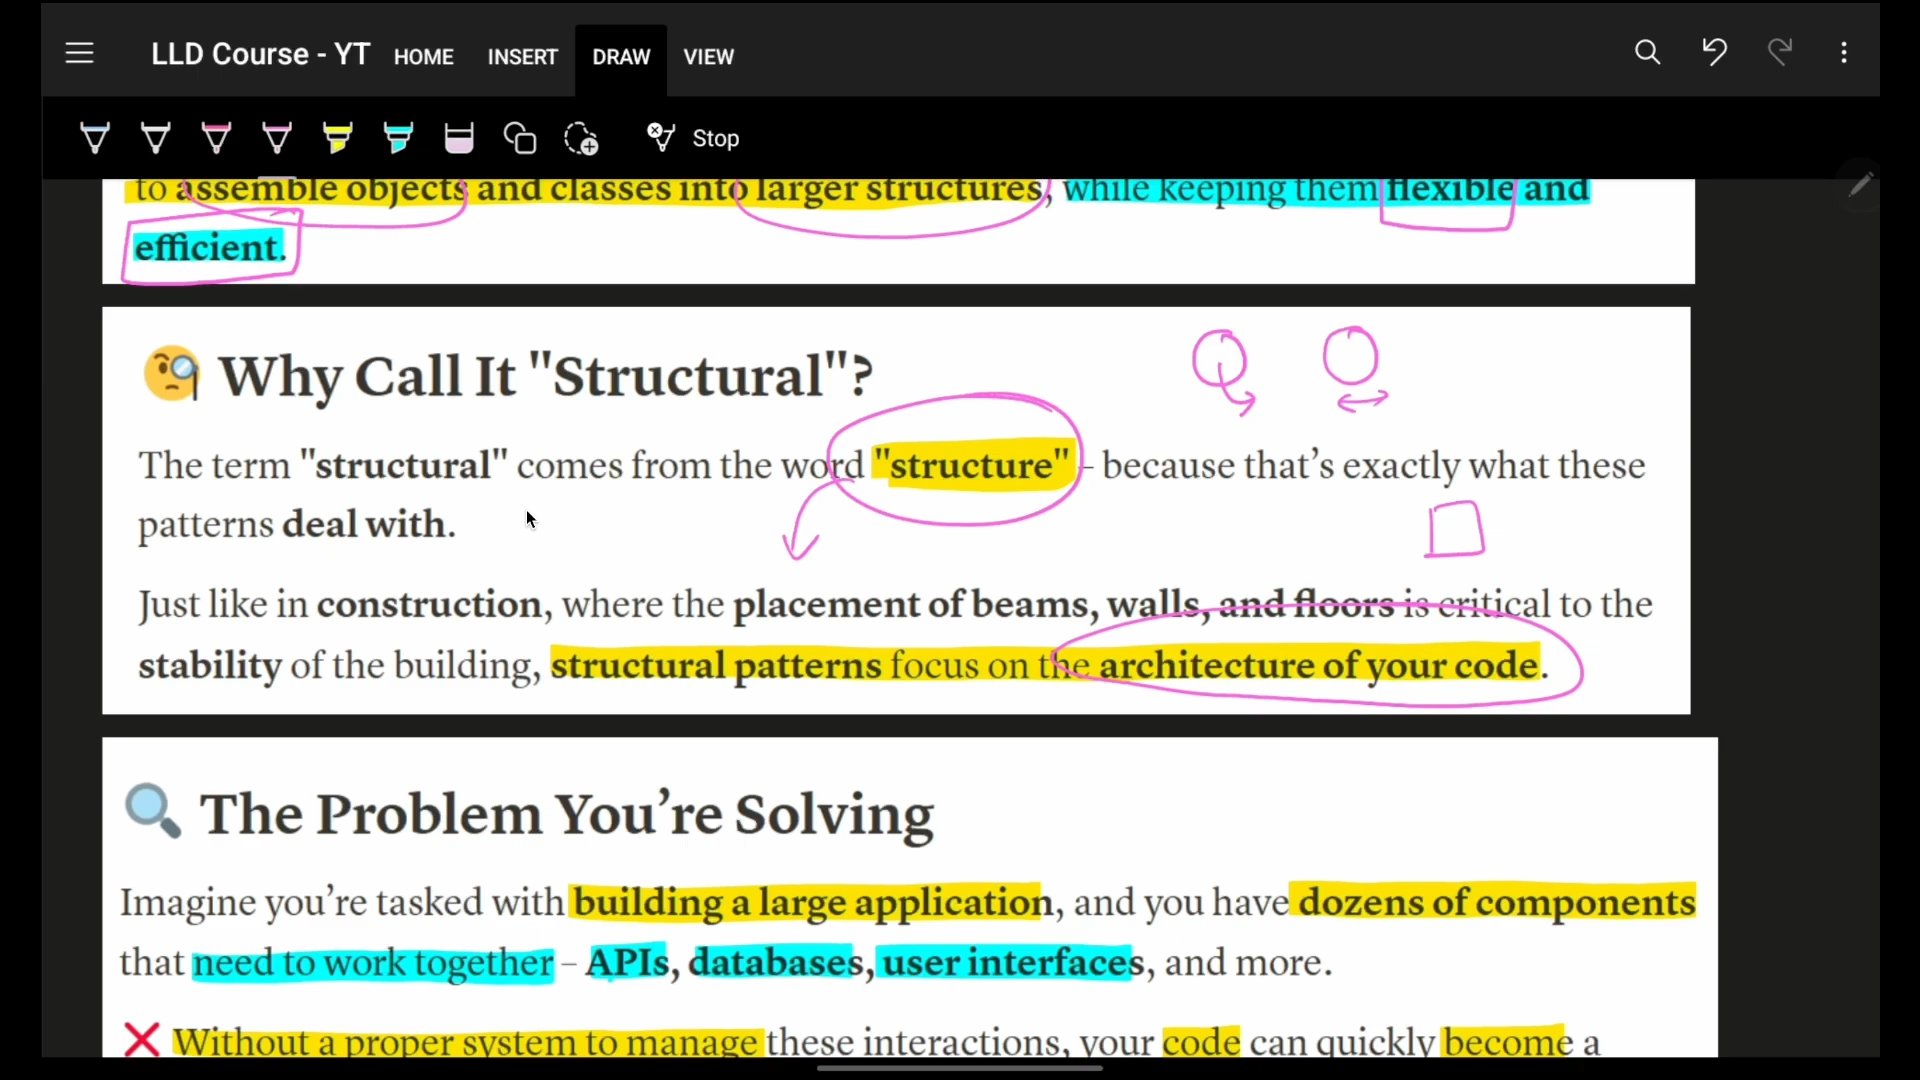 LLD Course - YT HOME INSERT DRAW VIEW
Stop
to assemble objects and classes into larger structures, while keeping them flexible and
efficient.
Why Call It "Structural"?
The term "structural" comes from the word "structure" – because that’s exactly what these
patterns deal with.
Just like in construction, where the placement of beams, walls, and floors is critical to the
stability of the building, structural patterns focus on the architecture of your code.
The Problem You’re Solving
Imagine you’re tasked with building a large application, and you have dozens of components
that need to work together – APIs, databases, user interfaces, and more.
Without a proper system to manage these interactions, your code can quickly become a